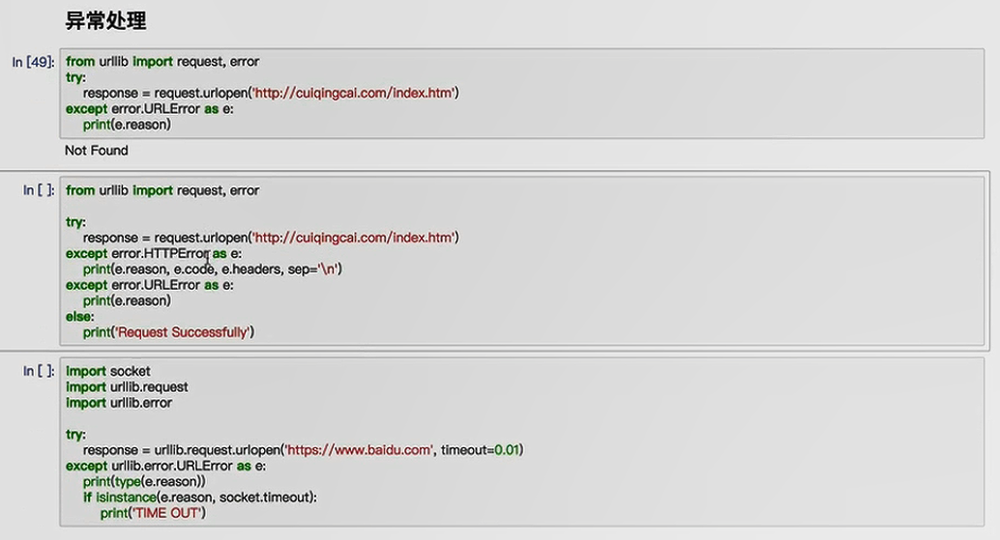 异常处理
In [49]:
from urllib import request, error
try:
    response = request.urlopen('http://cuiqingcai.com/index.htm')
except error.URLError as e:
    print(e.reason)
Not Found
In [ ]:
from urllib import request, error

try:
    response = request.urlopen('http://cuiqingcai.com/index.htm')
except error.HTTPError as e:
    print(e.reason, e.code, e.headers, sep='\n')
except error.URLError as e:
    print(e.reason)
else:
    print('Request Successfully')
In [ ]:
import socket
import urllib.request
import urllib.error

try:
    response = urllib.request.urlopen('https://www.baidu.com', timeout=0.01)
except urllib.error.URLError as e:
    print(type(e.reason))
    if isinstance(e.reason, socket.timeout):
        print('TIME OUT')